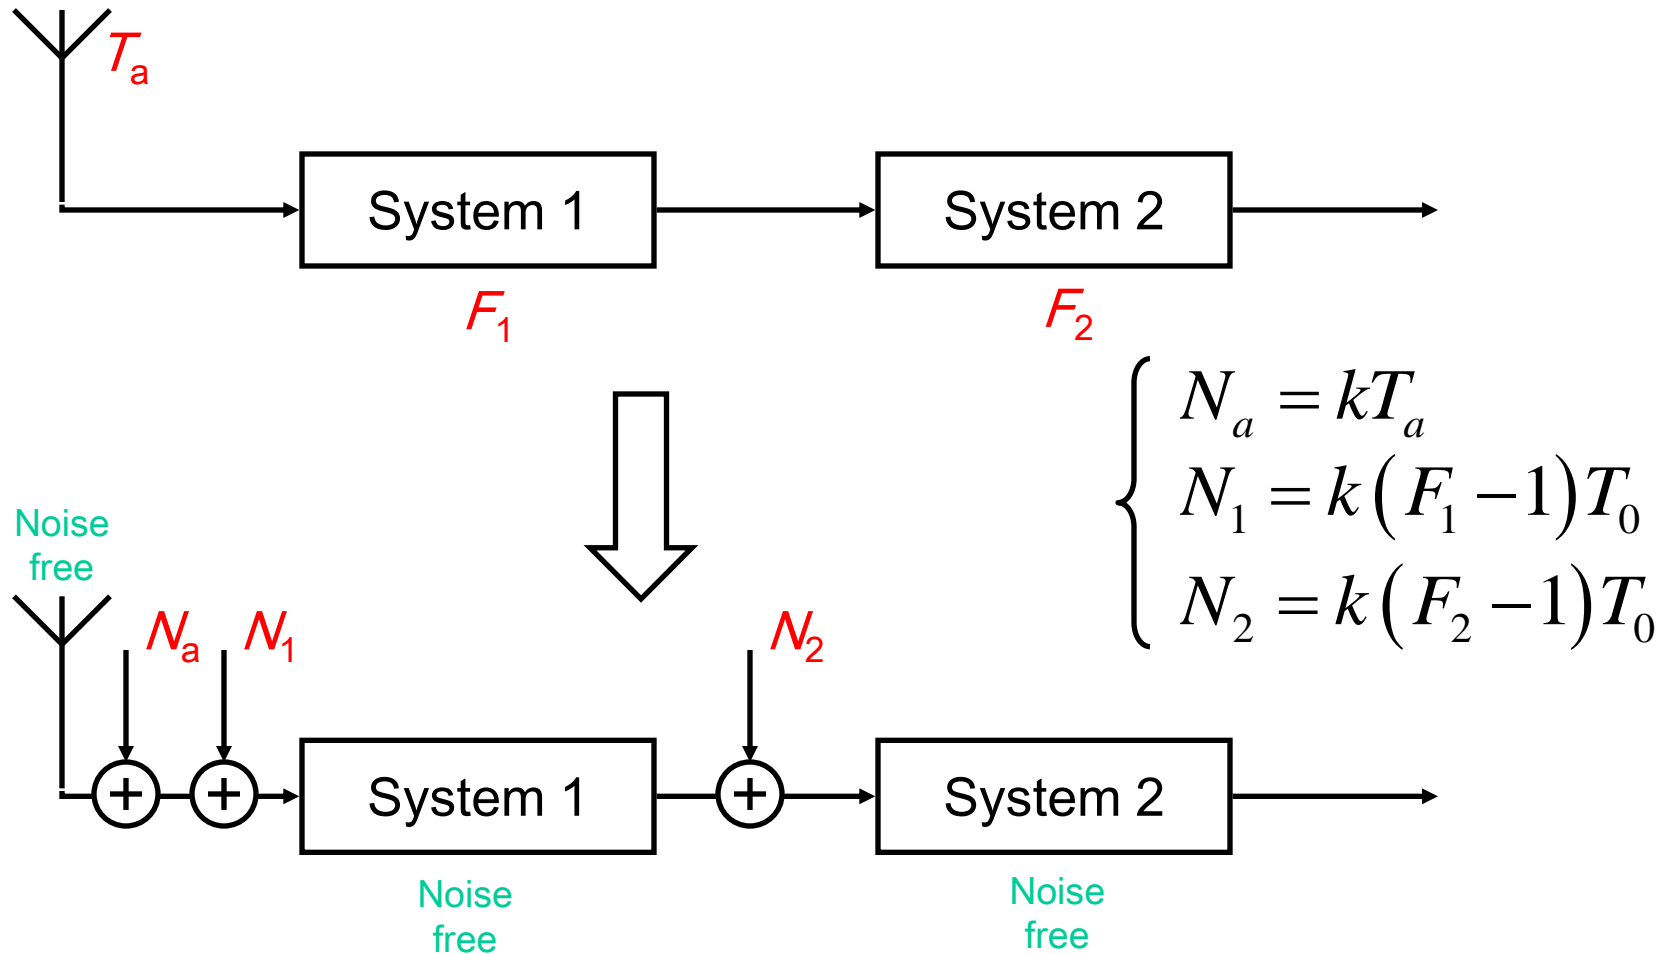 Tₐ
System 1
System 2
F₁
F₂
Nₐ = kTₐ
N₁ = k(F₁ −1)T₀
N₂ = k(F₂ −1)T₀
Noise
free
Nₐ
N₁
N₂
+
+
+
System 1
System 2
Noise
free
Noise
free